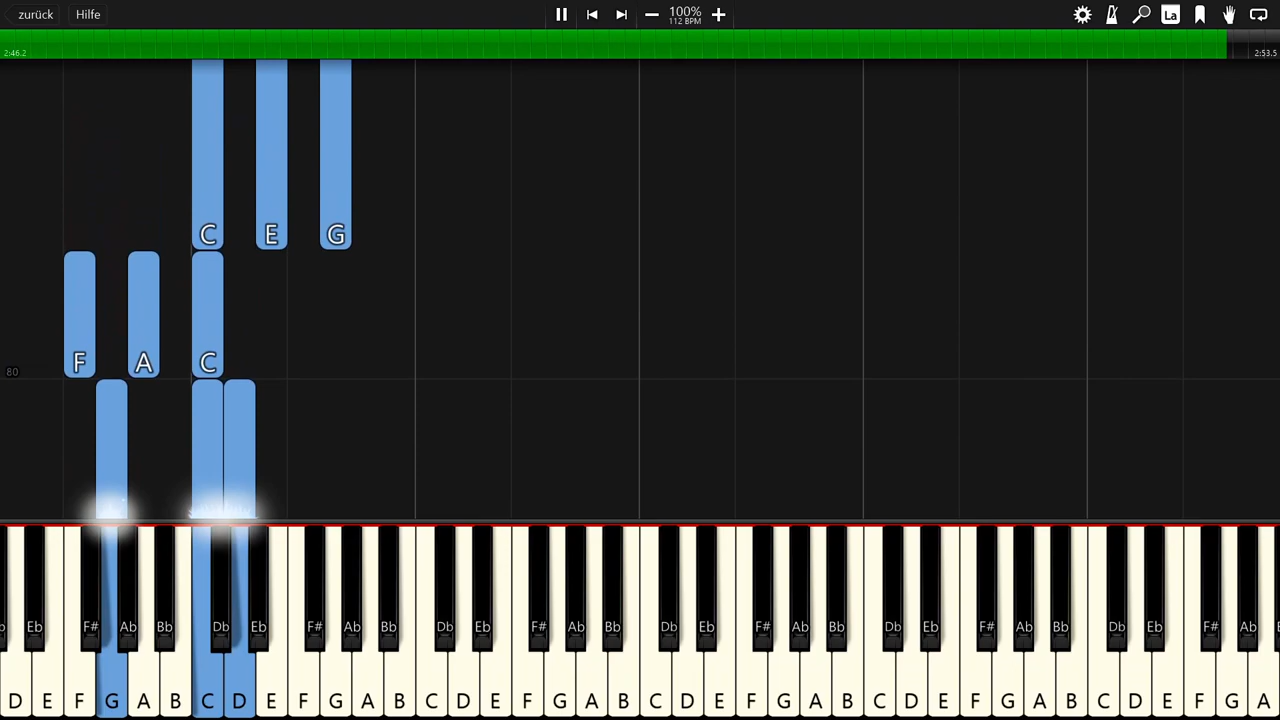 zurück Hilfe 100% La
112 BPM
2:46.2 2:53.5
C E G
F A C
80
Eb F# Ab Bb Db Eb F# Ab Bb Db Eb F# Ab Bb Db Eb F# Ab Bb Db Eb F# Ab Bb Db Eb F# Ab
D E F G A B C D E F G A B C D E F G A B C D E F G A B C D E F G A B C D E F G A